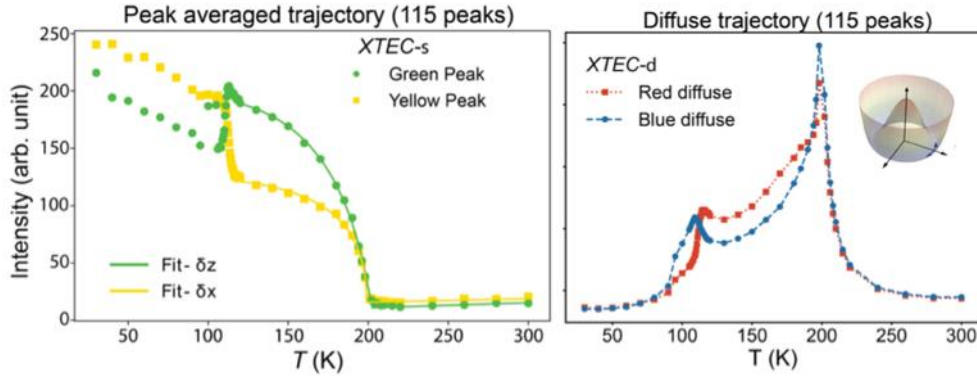 Peak averaged trajectory (115 peaks)
250
200
150
100
50
0
Intensity (arb. unit)
XTEC-s
Green Peak
Yellow Peak
Fit- δz
Fit- δx
50 100 150 200 250 300
T (K)
Diffuse trajectory (115 peaks)
XTEC-d
Red diffuse
Blue diffuse
50 100 150 200 250 300
T (K)